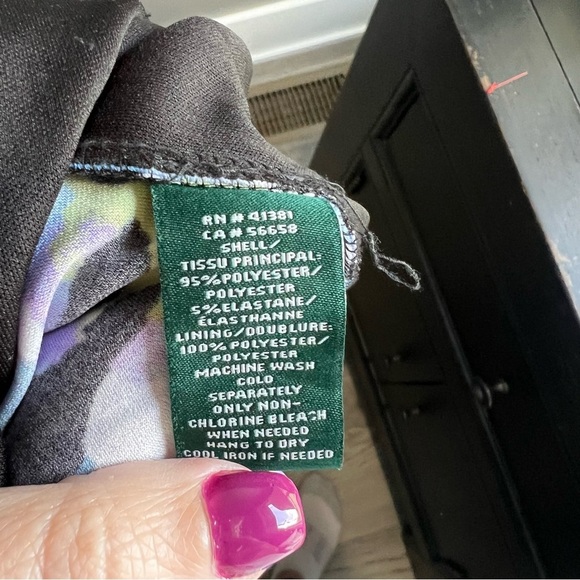 RN # 41381
CA # 56658
SHELL/
TISSU PRINCIPAL:
95% POLYESTER/
POLYESTER
5% ELASTANE/
ÉLASTHANNE
LINING/DOUBLURE:
100% POLYESTER/
POLYESTER
MACHINE WASH
COLD
SEPARATELY
ONLY NON-
CHLORINE BLEACH
WHEN NEEDED
HANG TO DRY
COOL IRON IF NEEDED